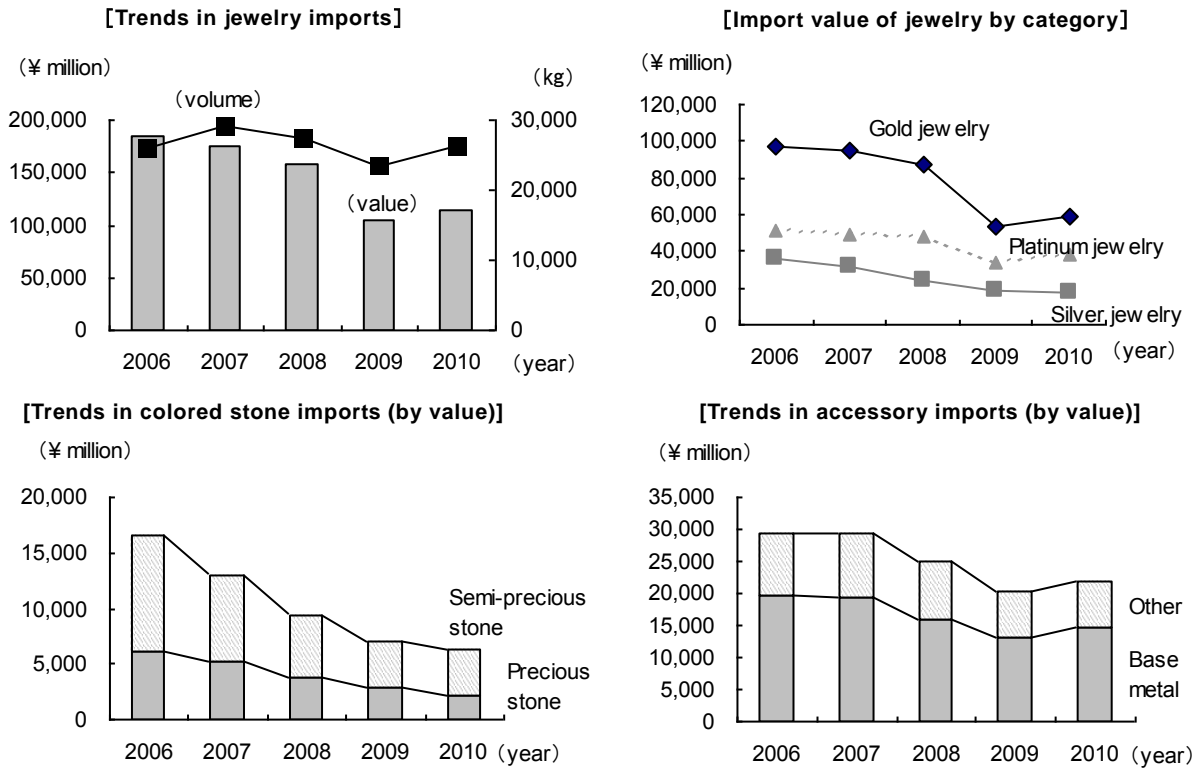 [Trends in jewelry imports]
(¥ million)
(kg)
(volume)
(value)
200,000
150,000
100,000
50,000
0
30,000
20,000
10,000
0
2006 2007 2008 2009 2010 (year)
[Import value of jewelry by category]
(¥ million)
120,000
100,000
80,000
60,000
40,000
20,000
0
Gold jewelry
Platinum jewelry
Silver jewelry
2006 2007 2008 2009 2010 (year)
[Trends in colored stone imports (by value)]
(¥ million)
20,000
15,000
10,000
5,000
0
Semi-precious
stone
Precious
stone
2006 2007 2008 2009 2010 (year)
[Trends in accessory imports (by value)]
(¥ million)
35,000
30,000
25,000
20,000
15,000
10,000
5,000
0
Other
Base
metal
2006 2007 2008 2009 2010 (year)